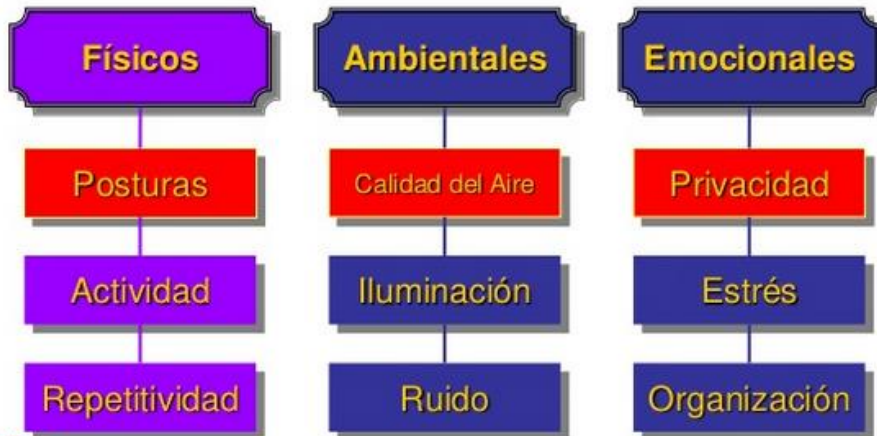 Físicos
Ambientales
Emocionales
Posturas
Calidad del Aire
Privacidad
Actividad
Iluminación
Estrés
Repetitividad
Ruido
Organización